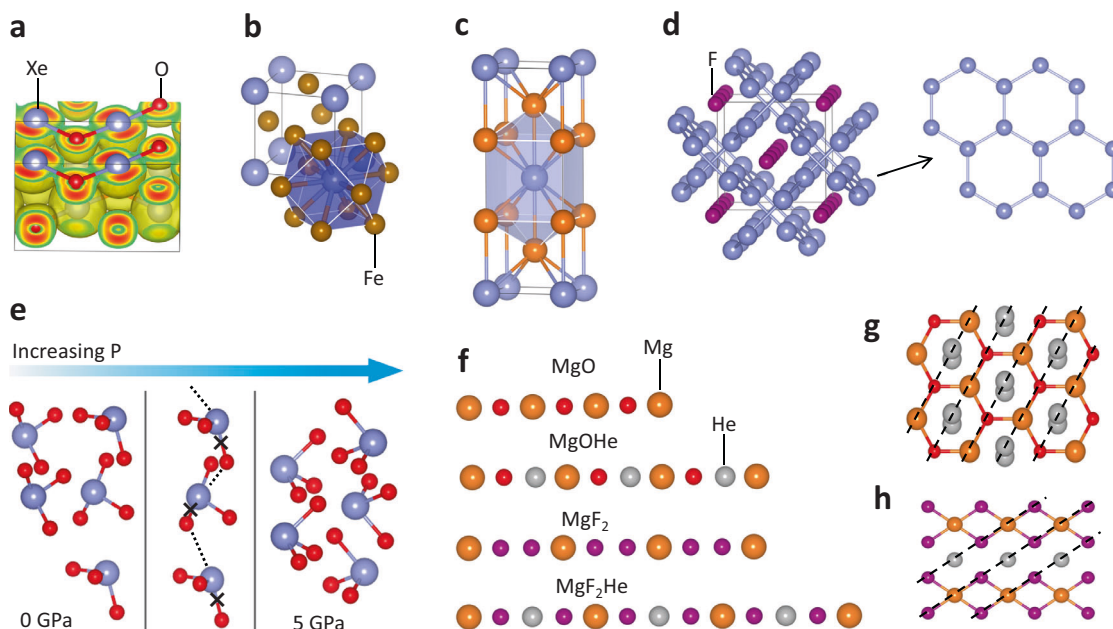 a
Xe
O
b
Fe
c
d
F
e
Increasing P
0 GPa
5 GPa
f
MgO
Mg
MgOHe
He
MgF₂
MgF₂He
g
h